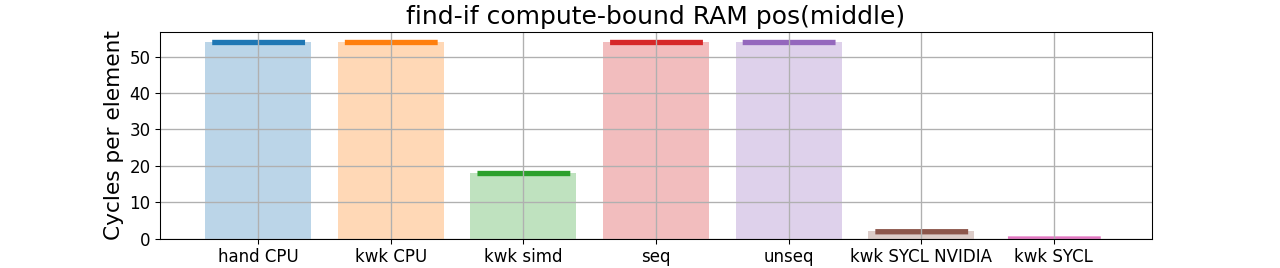 find-if compute-bound RAM pos(middle)
Cycles per element
50
40
30
20
10
0
hand CPU kwk CPU kwk simd seq unseq kwk SYCL NVIDIA kwk SYCL